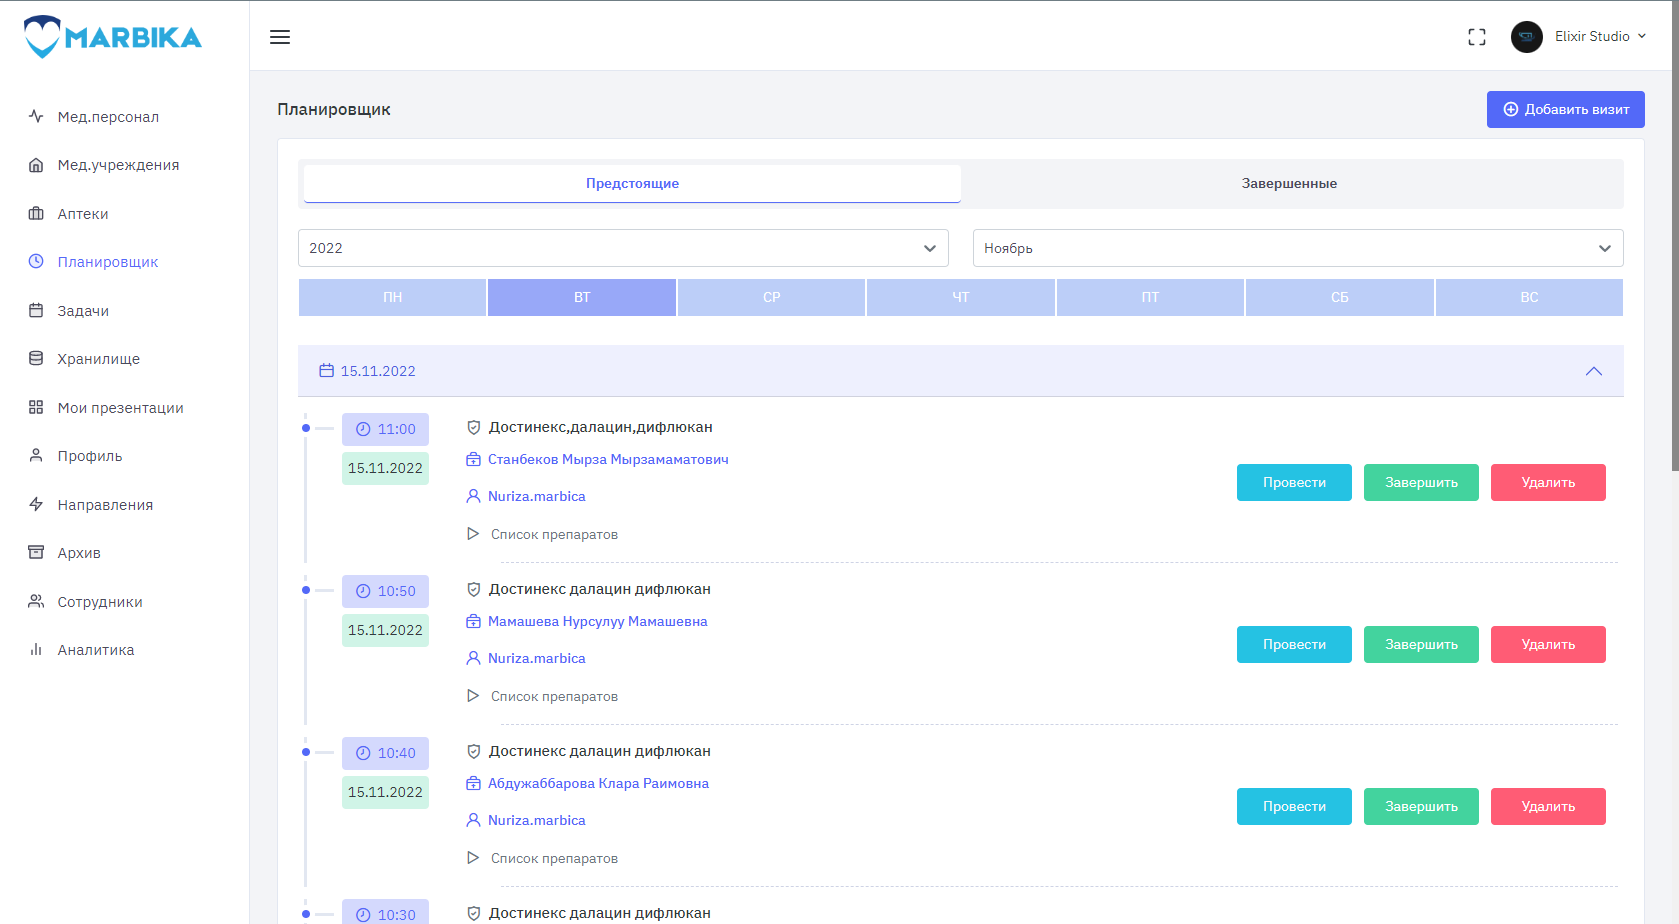 MARBIKA
Elixir Studio
Мед.персонал
Мед.учреждения
Аптеки
Планировщик
Задачи
Хранилище
Мои презентации
Профиль
Направления
Архив
Сотрудники
Аналитика
Планировщик
Добавить визит
Предстоящие
Завершенные
2022
Ноябрь
ПН ВТ СР ЧТ ПТ СБ ВС
15.11.2022
11:00
15.11.2022
Достинекс,далацин,дифлюкан
Станбеков Мырза Мырзамаматович
Nuriza.marbica
Список препаратов
Провести Завершить Удалить
10:50
15.11.2022
Достинекс далацин дифлюкан
Мамашева Нурсулуу Мамашевна
Nuriza.marbica
Список препаратов
Провести Завершить Удалить
10:40
15.11.2022
Достинекс далацин дифлюкан
Абдужаббарова Клара Раимовна
Nuriza.marbica
Список препаратов
Провести Завершить Удалить
10:30
Достинекс далацин дифлюкан